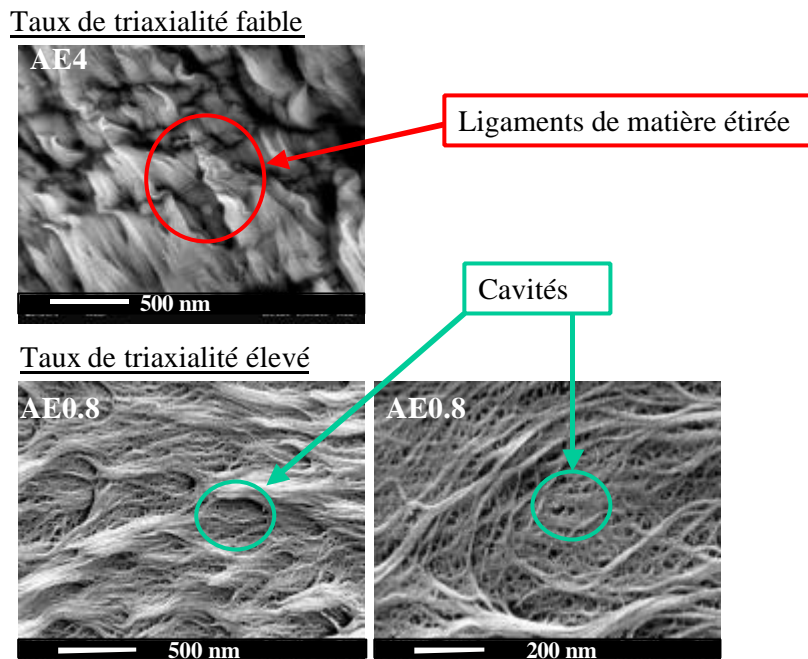 Taux de triaxialité faible
AE4
Ligaments de matière étirée
500 nm
Cavités
Taux de triaxialité élevé
AE0.8
AE0.8
500 nm
200 nm